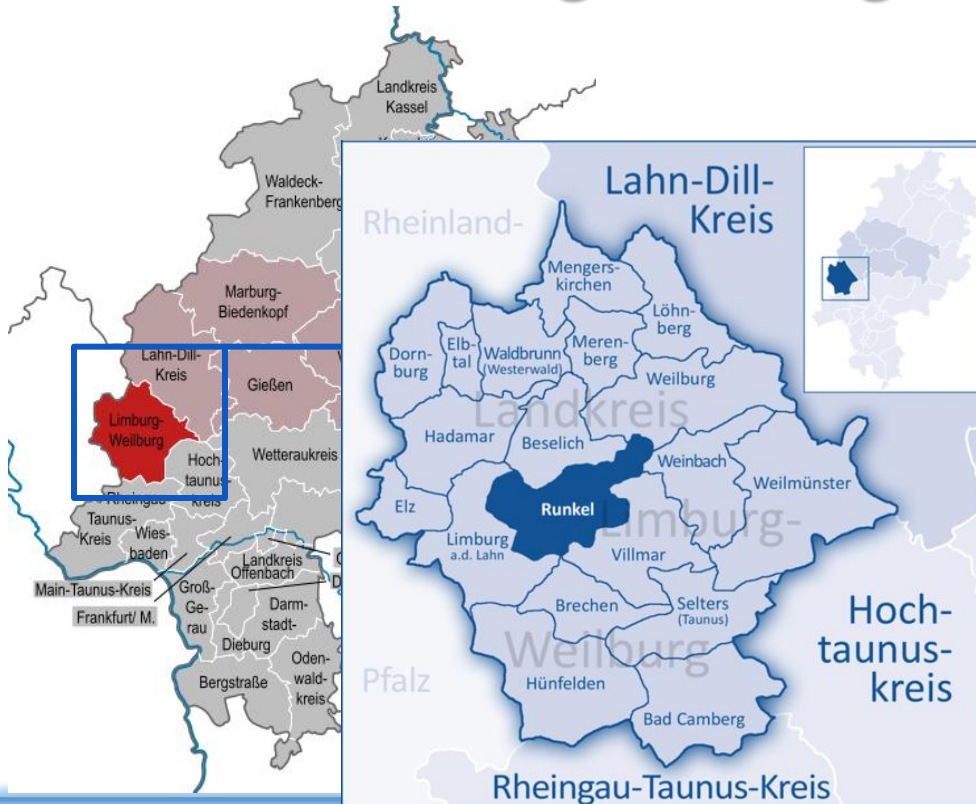 Landkreis
Kassel
Waldeck-
Frankenberg
Marburg-
Biedenkopf
Lahn-Dill-
Kreis
Gießen
Limburg-
Weilburg
Hoch-
taunus-
kreis
Wetteraukreis
Rheingau
Taunus-
Kreis
Wies-
baden
Main-Taunus-Kreis
Frankfurt/ M.
Landkreis
Offenbach
Groß-
Ge-
rau
Darm-
stadt-
Dieburg
Oden-
wald-
kreis
Bergstraße
Lahn-Dill-
Kreis
Rheinland-
Mengers-
kirchen
Löhn-
berg
Dorn-
burg
Elb-
tal
Waldbrunn
(Westerwald)
Meren-
berg
Weilburg
Landkreis
Hadamar
Beselich
Weinbach
Weilmünster
Elz
Runkel
Limburg-
Limburg
a.d. Lahn
Villmar
Brechen
Selters
(Taunus)
Hoch-
taunus-
kreis
Weilburg
Pfalz
Hünfelden
Bad Camberg
Rheingau-Taunus-Kreis